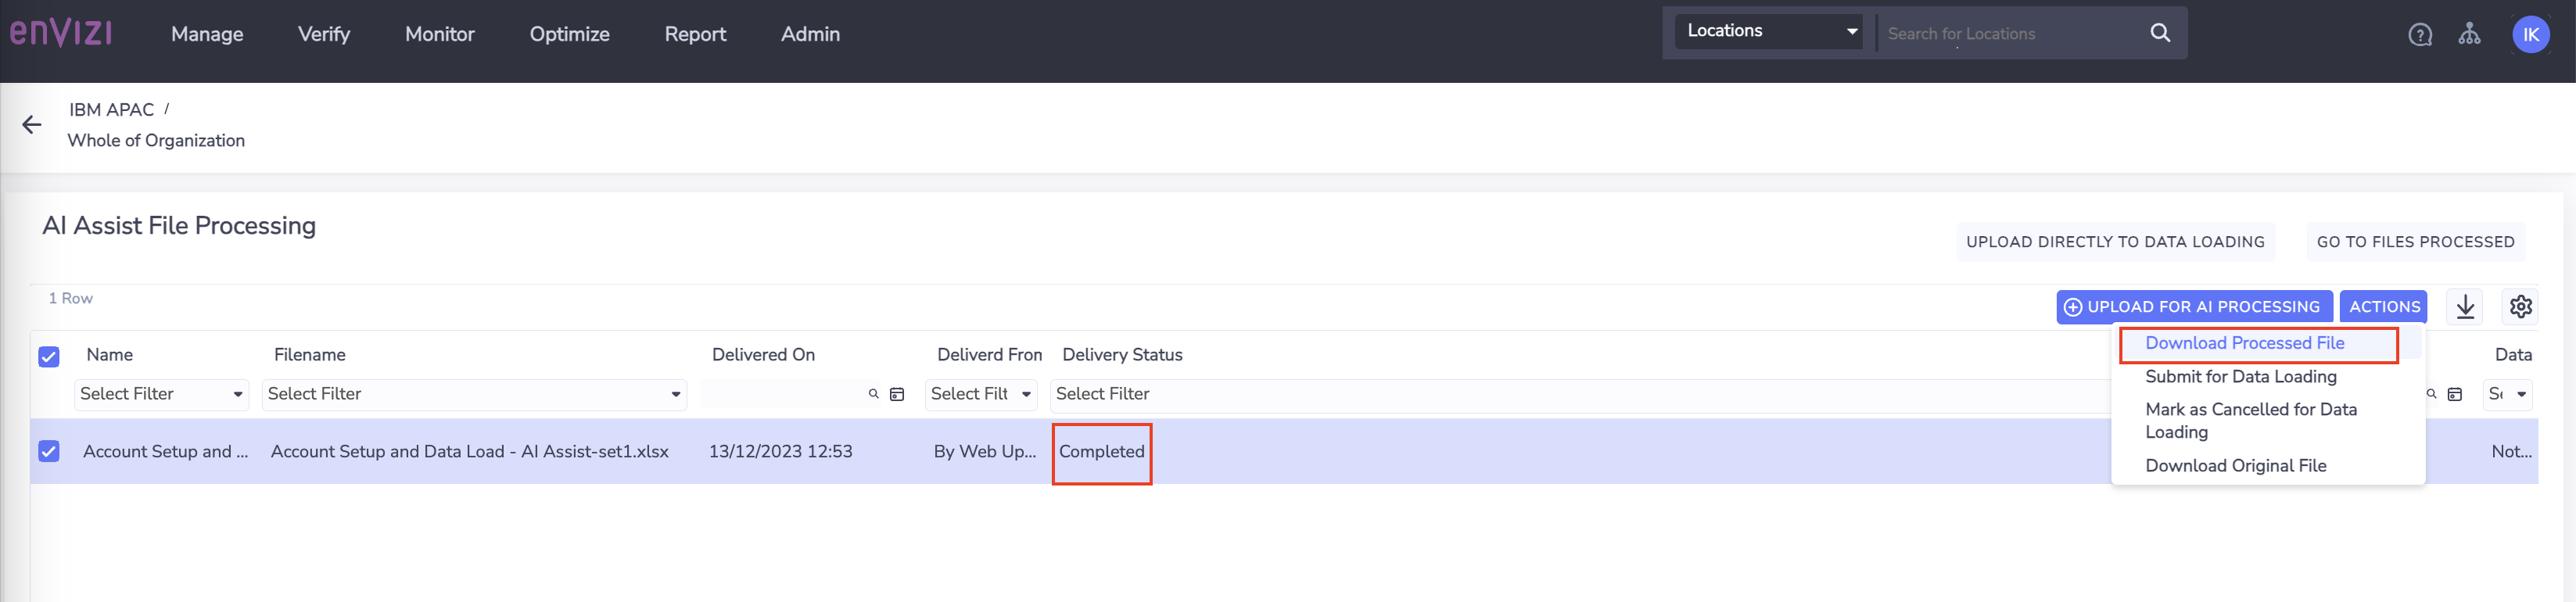 enVIZI
Manage Verify Monitor Optimize Report Admin
Locations
Search for Locations
IK
IBM APAC /
Whole of Organization
AI Assist File Processing
UPLOAD DIRECTLY TO DATA LOADING
GO TO FILES PROCESSED
1 Row
UPLOAD FOR AI PROCESSING
ACTIONS
Download Processed File
Submit for Data Loading
Mark as Cancelled for Data
Loading
Download Original File
Name Filename Delivered On Deliverd Fron Delivery Status Data
Select Filter Select Filter Select Filt Select Filter
Account Setup and ... Account Setup and Data Load - AI Assist-set1.xlsx 13/12/2023 12:53 By Web Up... Completed Not...